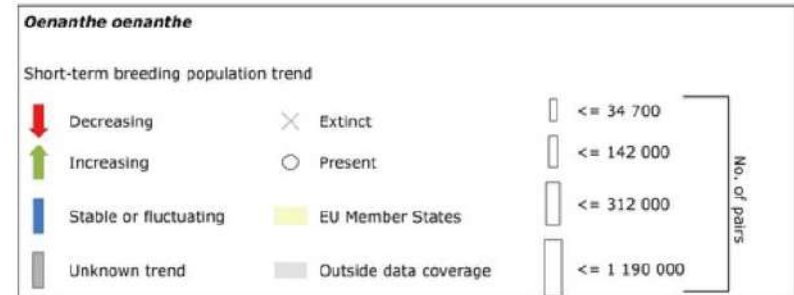 Oenanthe oenanthe
Short-term breeding population trend
Decreasing
Extinct
<= 34 700
Increasing
Present
<= 142 000
Stable or fluctuating
EU Member States
<= 312 000
Unknown trend
Outside data coverage
<= 1 190 000
No. of pairs